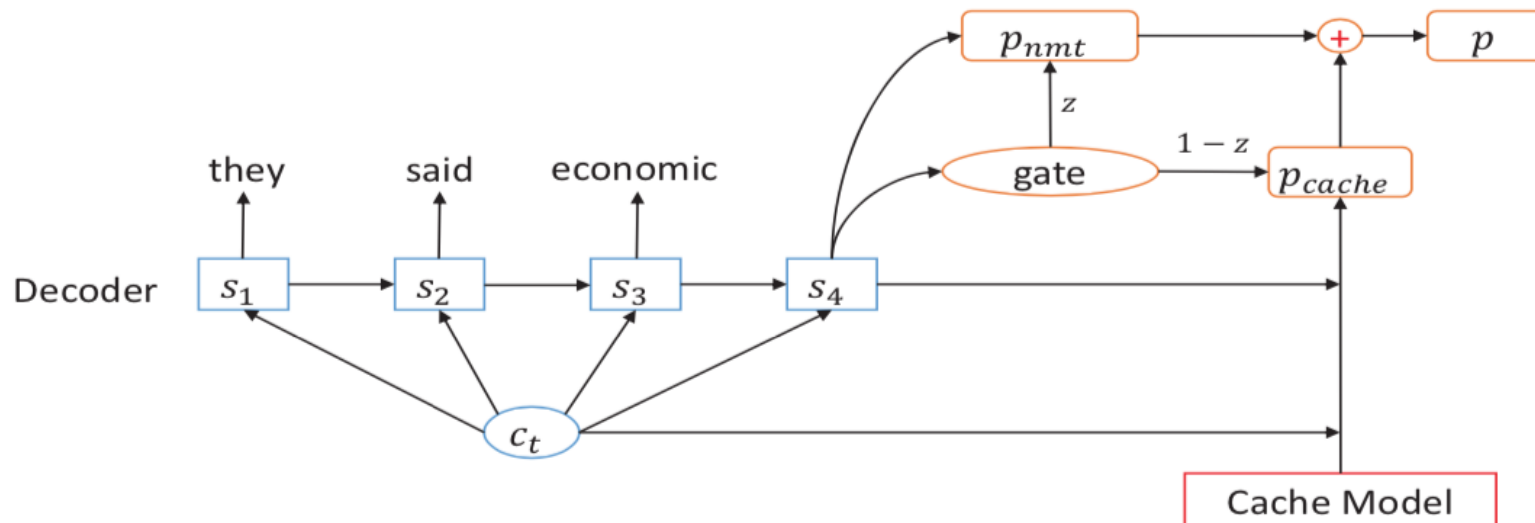 p_nmt + p
z
1 − z
they said economic gate p_cache
Decoder s_1 s_2 s_3 s_4
c_t
Cache Model